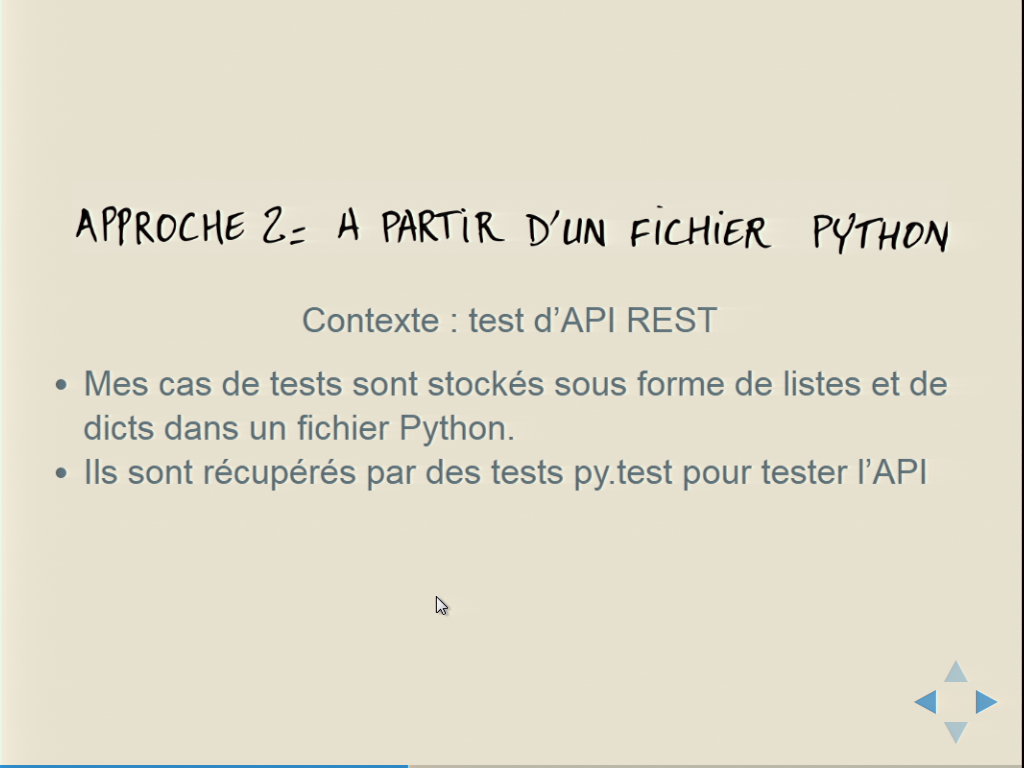 APPROCHE 2 = A PARTIR D'UN FICHIER PYTHON
Contexte : test d’API REST
• Mes cas de tests sont stockés sous forme de listes et de
dicts dans un fichier Python.
• Ils sont récupérés par des tests py.test pour tester l’API